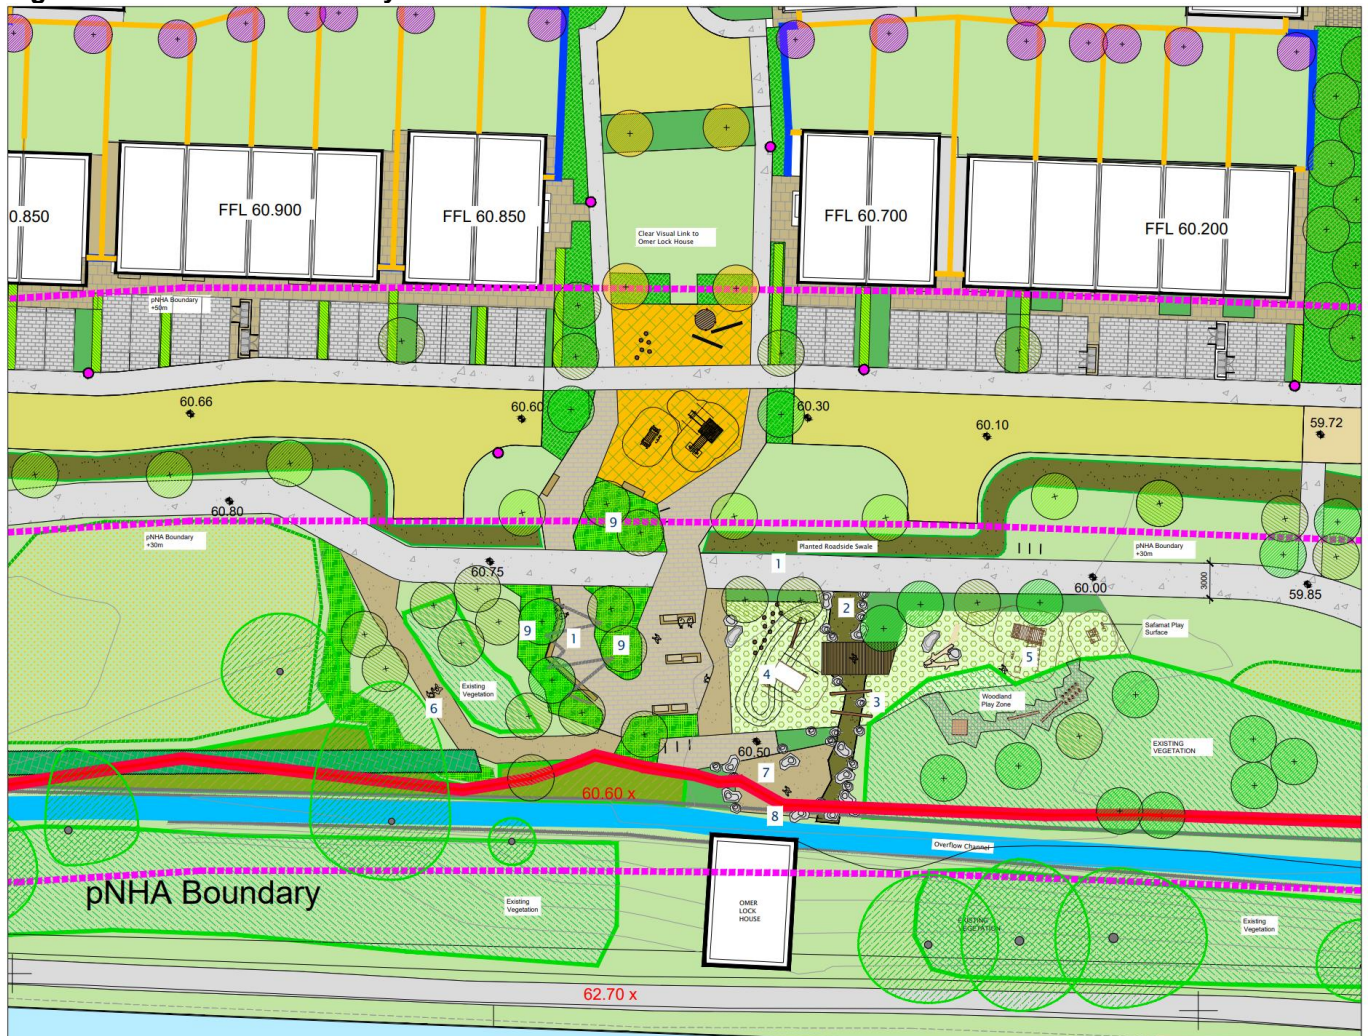 0.850
FFL 60.900
FFL 60.850
FFL 60.700
FFL 60.200
Clear Visual Link to
Omer Lock House
pNHA Boundary
+50m
60.66
60.60
60.30
60.10
59.72
60.80
9
pNHA Boundary
+30m
Planted Roadside Swale
pNHA Boundary
+30m
60.75
1
60.00
3000
59.85
2
9
1
9
Safamat Play
Surface
5
4
Existing
Vegetation
6
3
Woodland
Play Zone
60.50
EXISTING
VEGETATION
7
60.60 x
8
Overflow Channel
pNHA Boundary
Existing
Vegetation
OMER
LOCK
HOUSE
EXISTING
VEGETATION
Existing
Vegetation
62.70 x